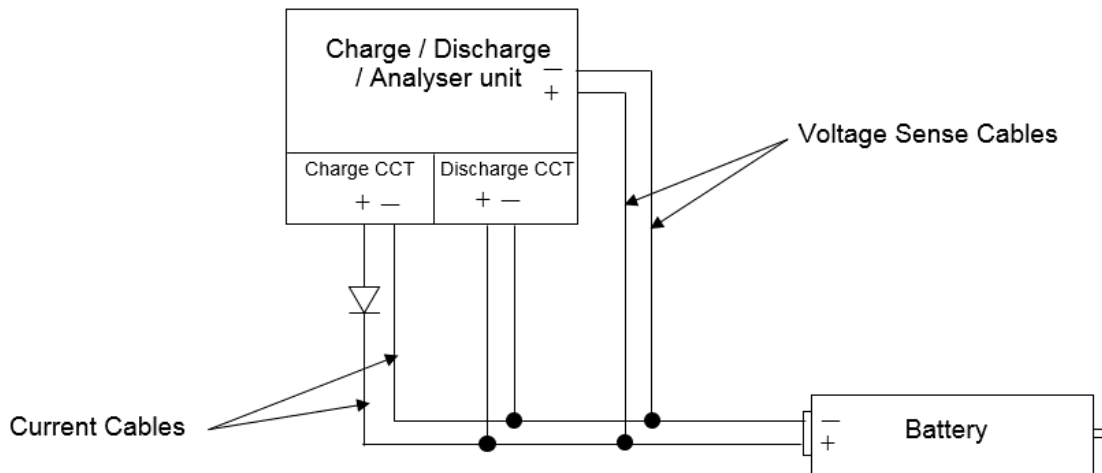 Charge / Discharge
/ Analyser unit
—
+
Voltage Sense Cables
Charge CCT
Discharge CCT
+ —
+ —
Current Cables
—
+
Battery